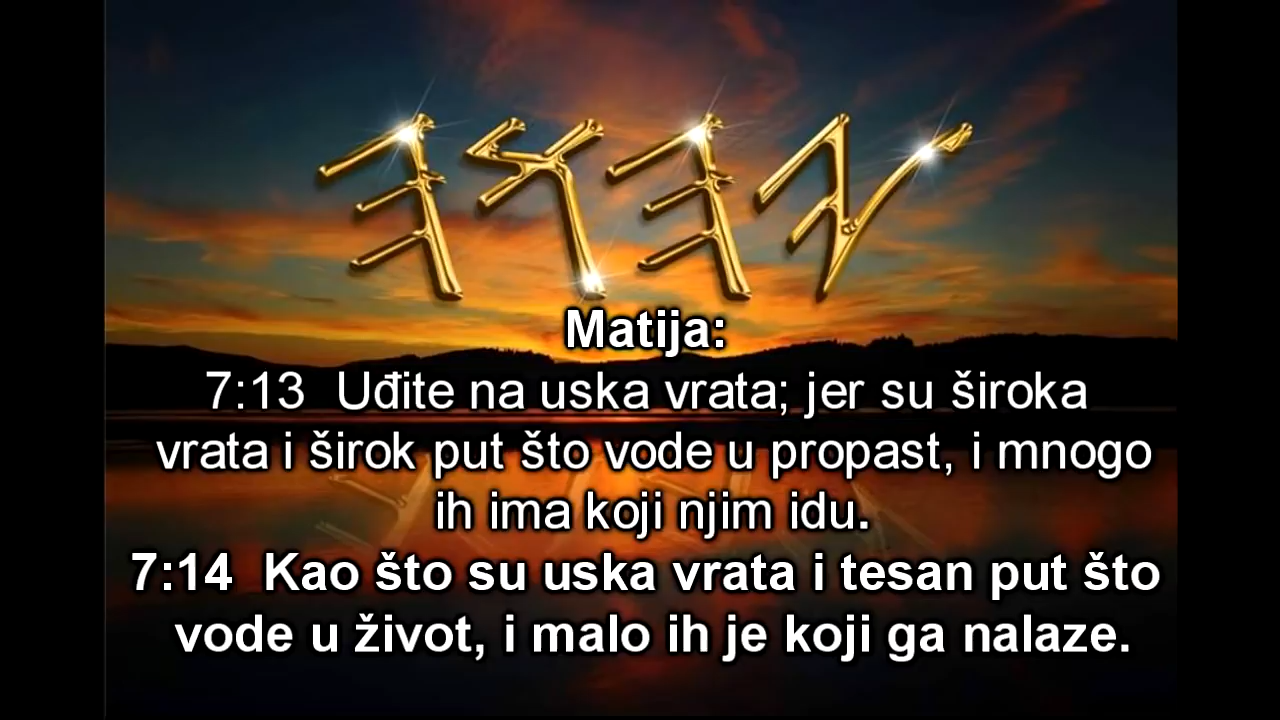 𐤉𐤄𐤅𐤄
Matija:
7:13  Uđite na uska vrata; jer su široka
vrata i širok put što vode u propast, i mnogo
ih ima koji njim idu.
7:14  Kao što su uska vrata i tesan put što
vode u život, i malo ih je koji ga nalaze.